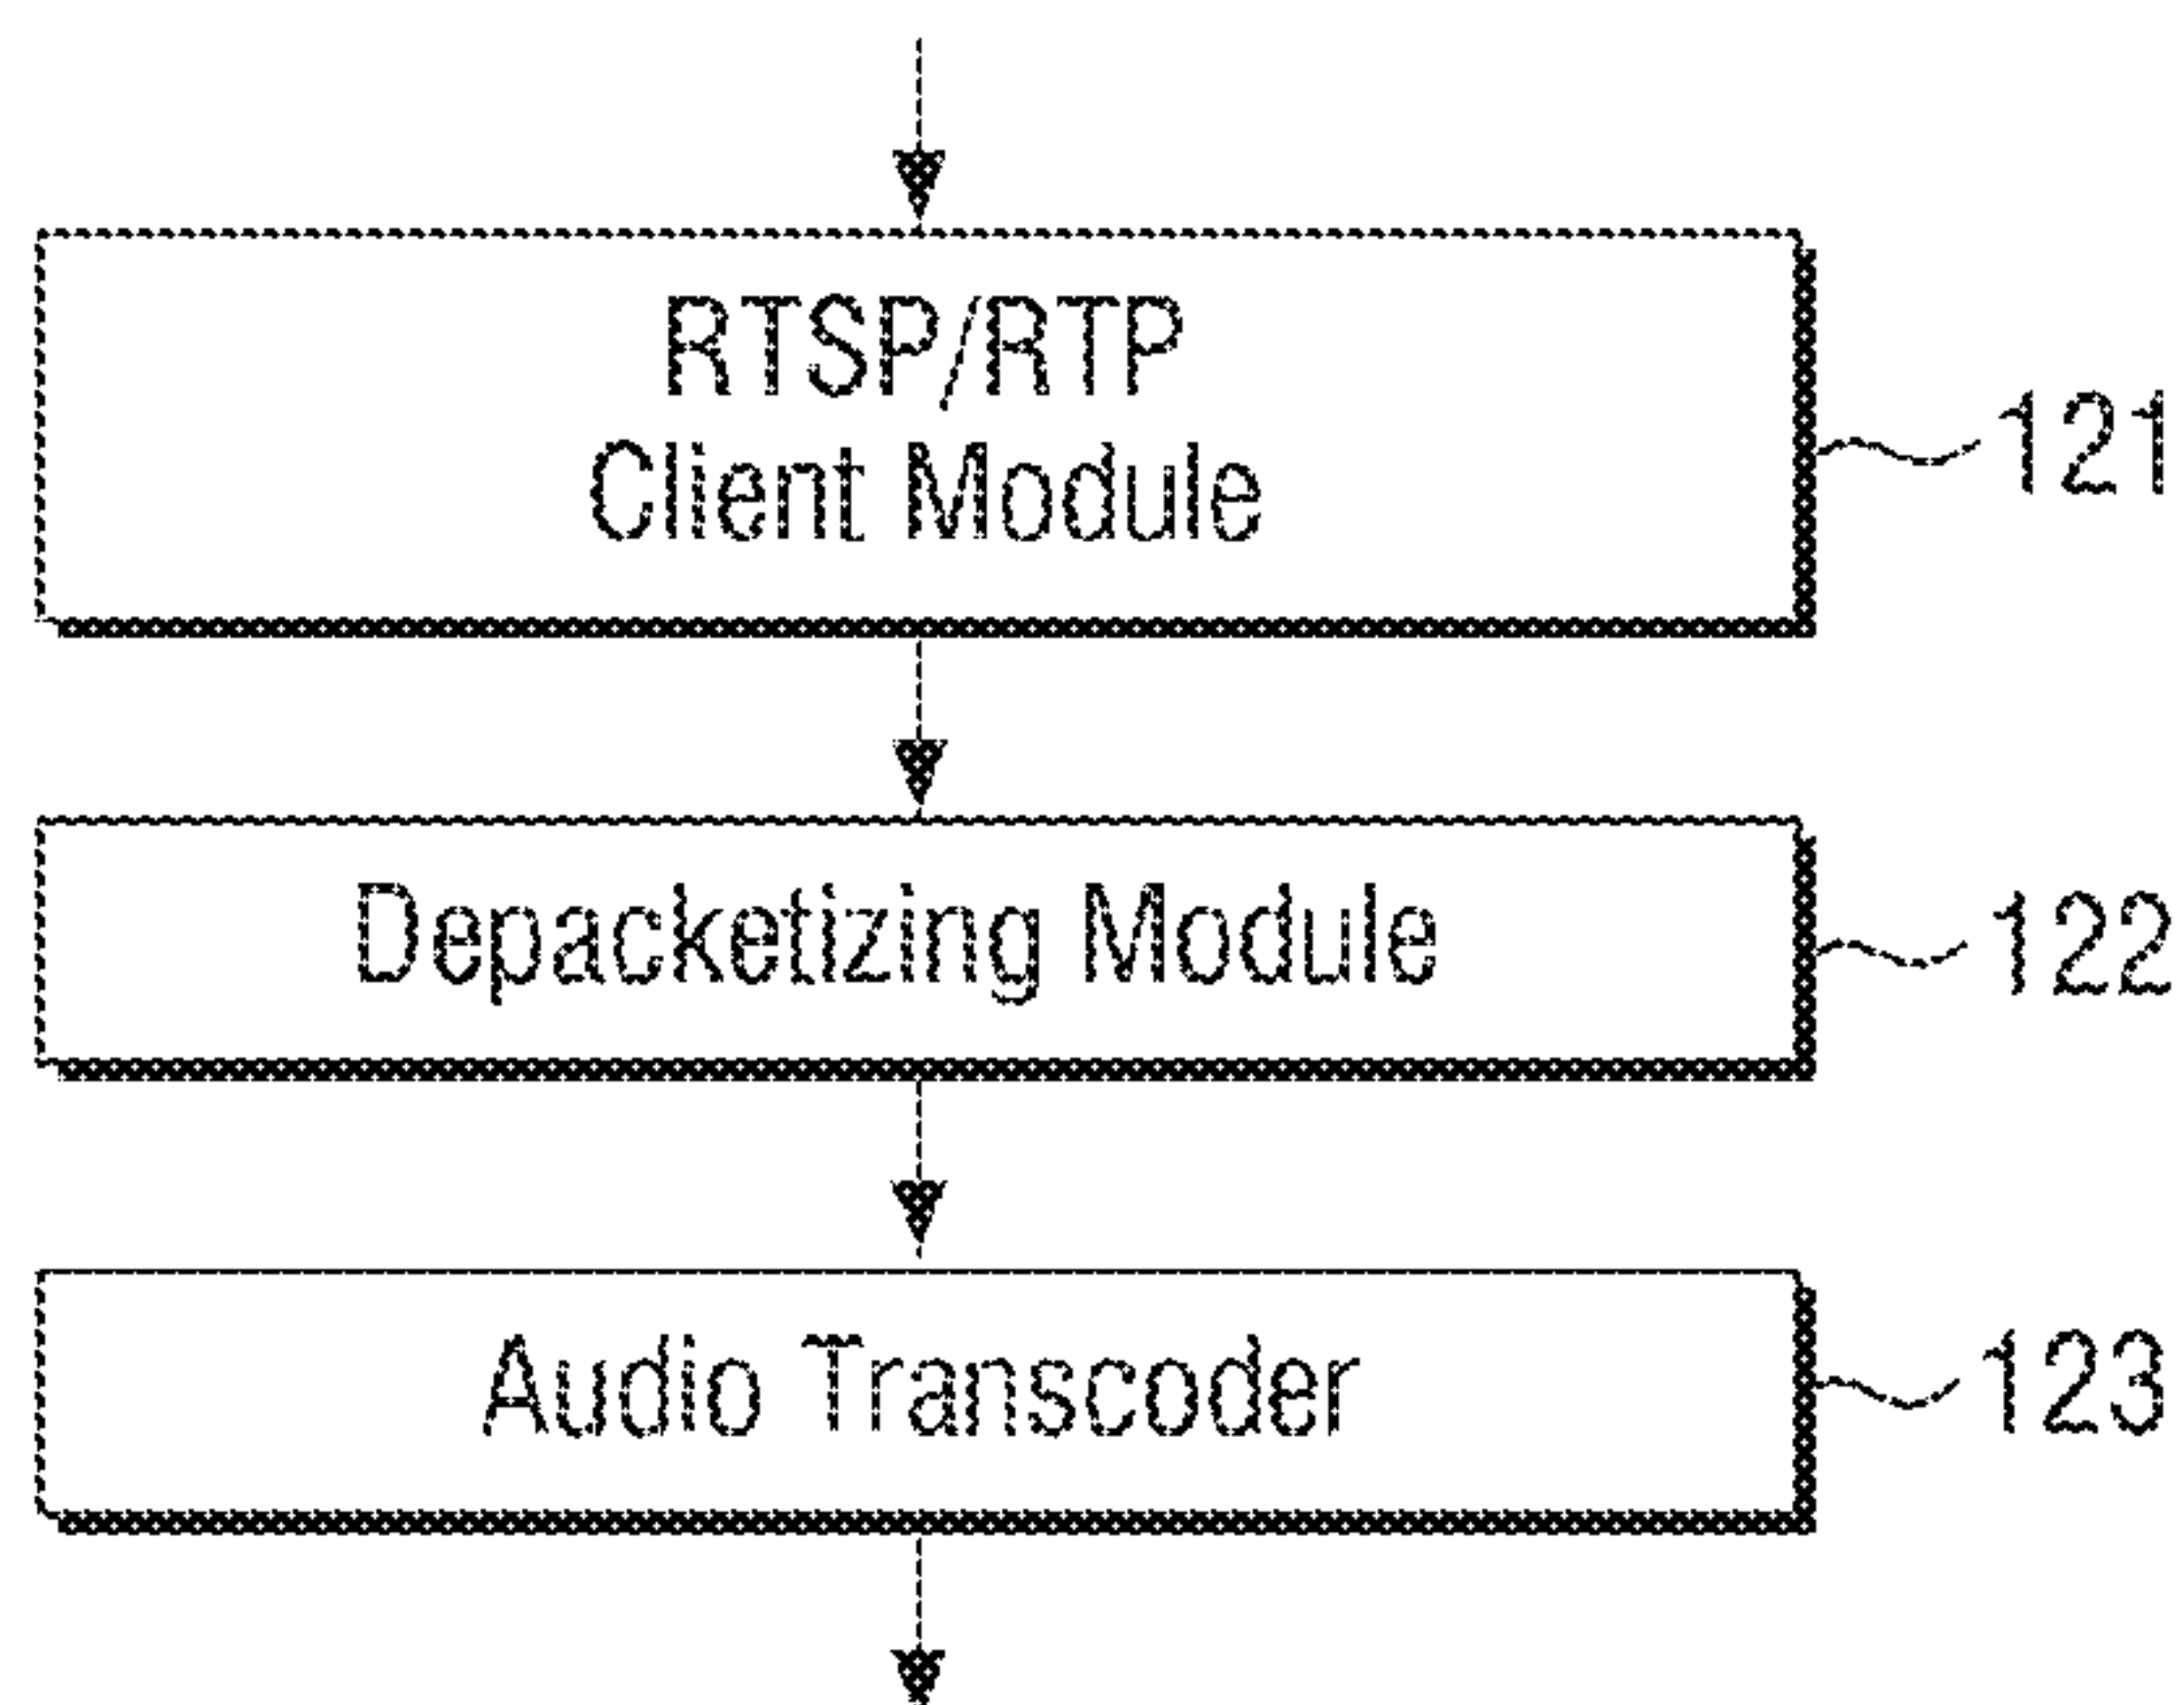 RTSP/RTP
Client Module
121
Depacketizing Module
122
Audio Transcoder
123